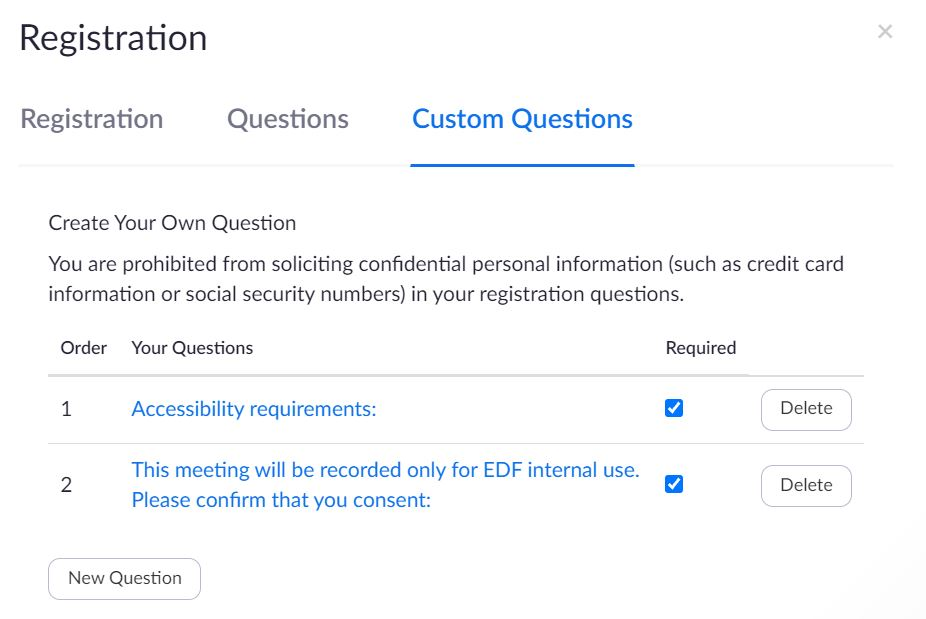 Registration
Registration Questions Custom Questions
Create Your Own Question
You are prohibited from soliciting confidential personal information (such as credit card
information or social security numbers) in your registration questions.
Order Your Questions Required
1 Accessibility requirements: Delete
2 This meeting will be recorded only for EDF internal use.
Please confirm that you consent: Delete
New Question